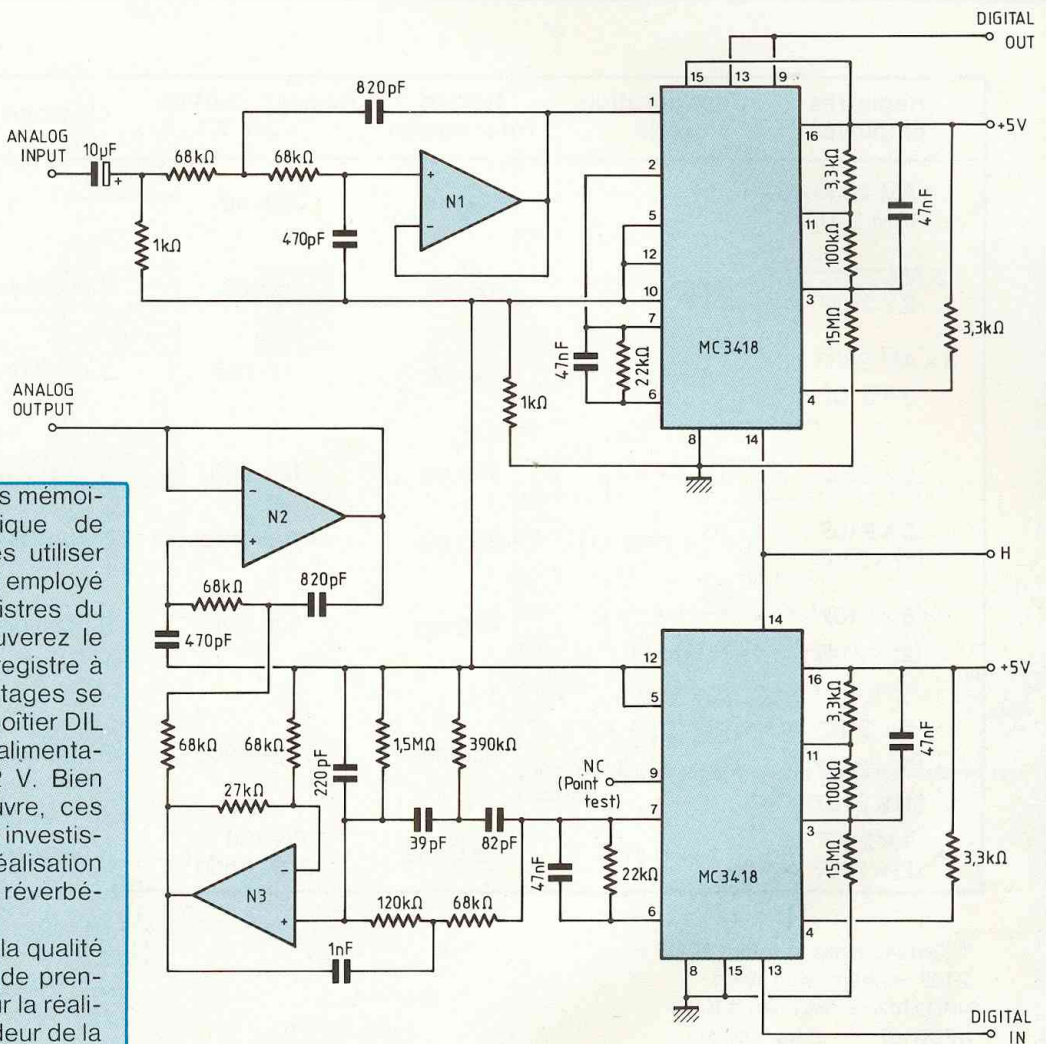 DIGITAL
OUT
15
13
9
820pF
1
16
+5V
ANALOG
INPUT
10µF
+
68kΩ
68kΩ
+
N1
-
2
3,3kΩ
47nF
1kΩ
470pF
5
12
11
100kΩ
10
3
7
MC3418
15MΩ
3,3kΩ
47nF
22kΩ
1kΩ
6
4
8
14
ANALOG
OUTPUT
-
N2
+
H
68kΩ
820pF
470pF
14
12
16
+5V
5
3,3kΩ
47nF
68kΩ
68kΩ
220pF
1,5MΩ
390kΩ
NC
(Point
test)
9
11
100kΩ
27kΩ
39pF
82pF
7
3
-
N3
+
47nF
22kΩ
MC3418
15MΩ
3,3kΩ
120kΩ
68kΩ
6
4
1nF
8
15
13
DIGITAL
IN
s mémoi-
ique de
es utiliser
employé
istres du
uverez le
egistre à
tages se
oîtier DIL
alimenta-
2 V. Bien
uvre, ces
investis-
éalisation
réverbé-
la qualité
de pren-
ur la réali-
deur de la